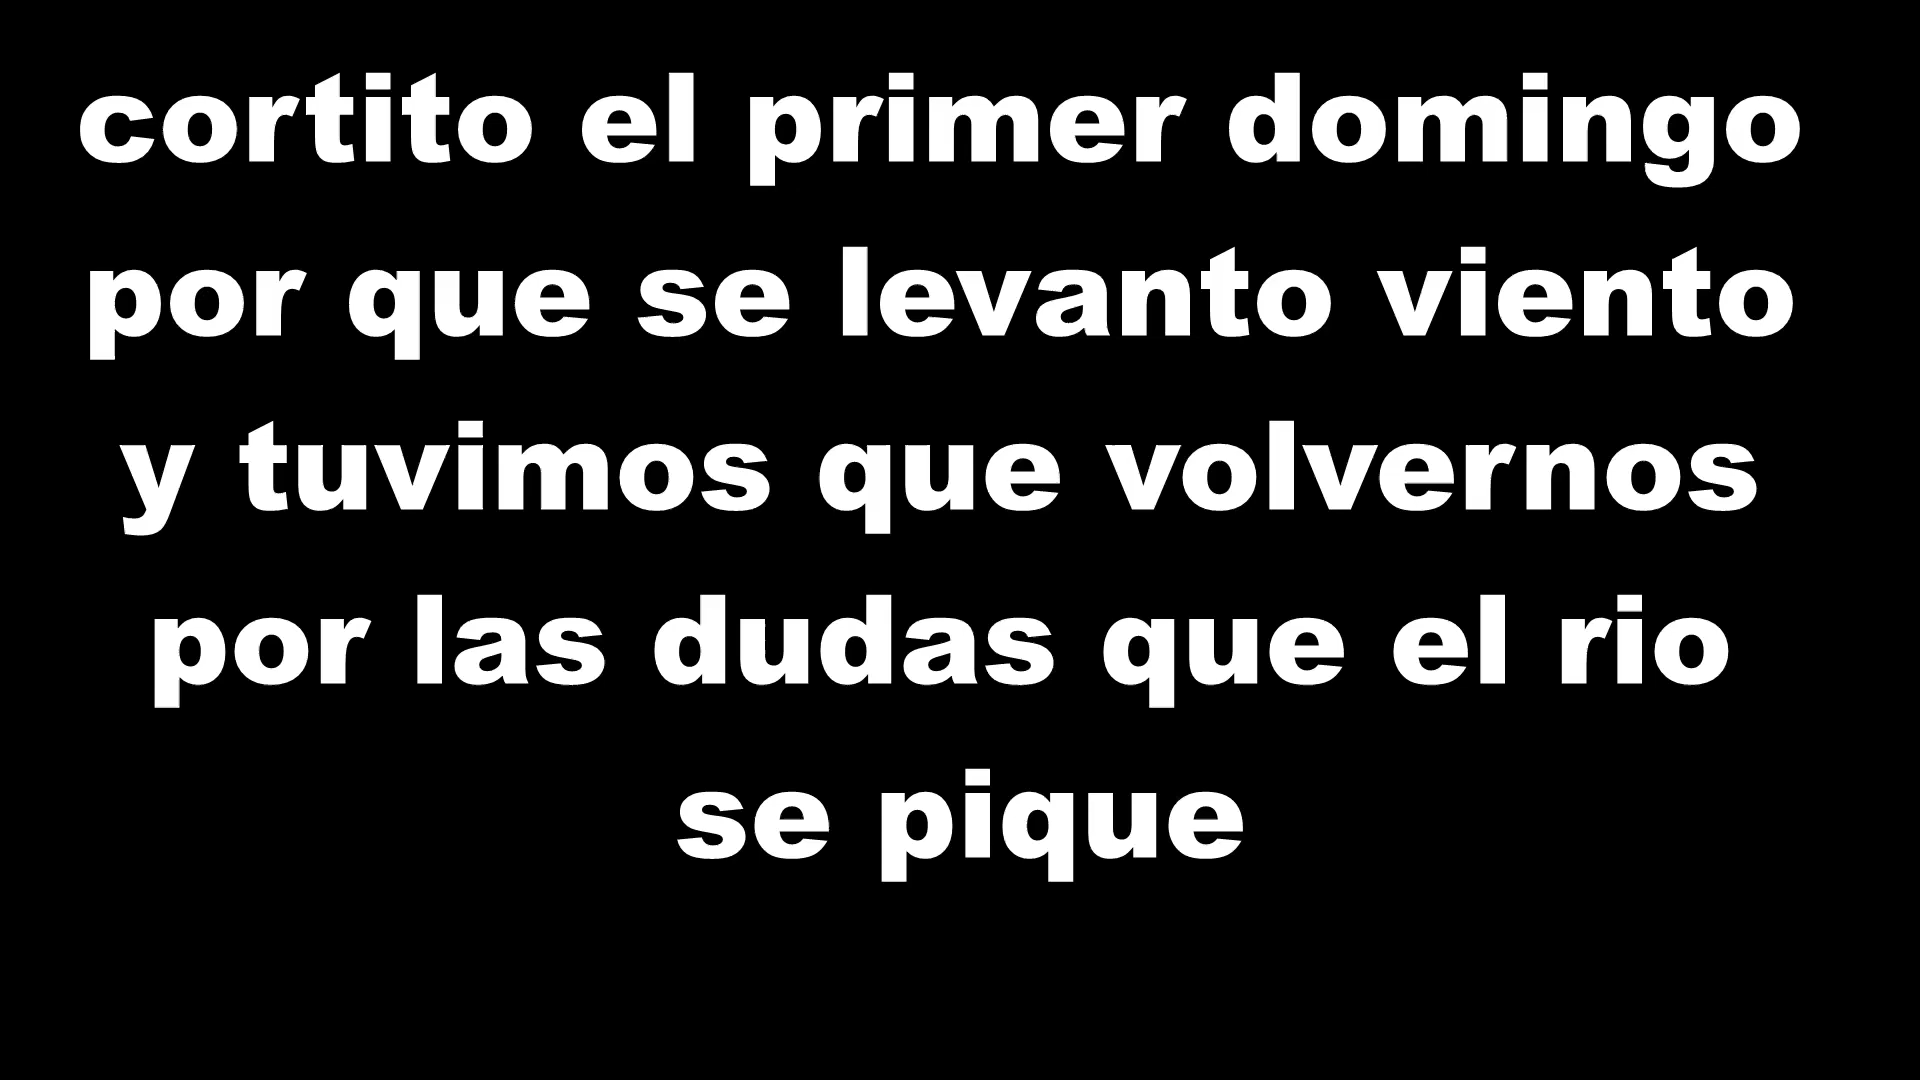 cortito el primer domingo
por que se levanto viento
y tuvimos que volvernos
por las dudas que el rio
se pique